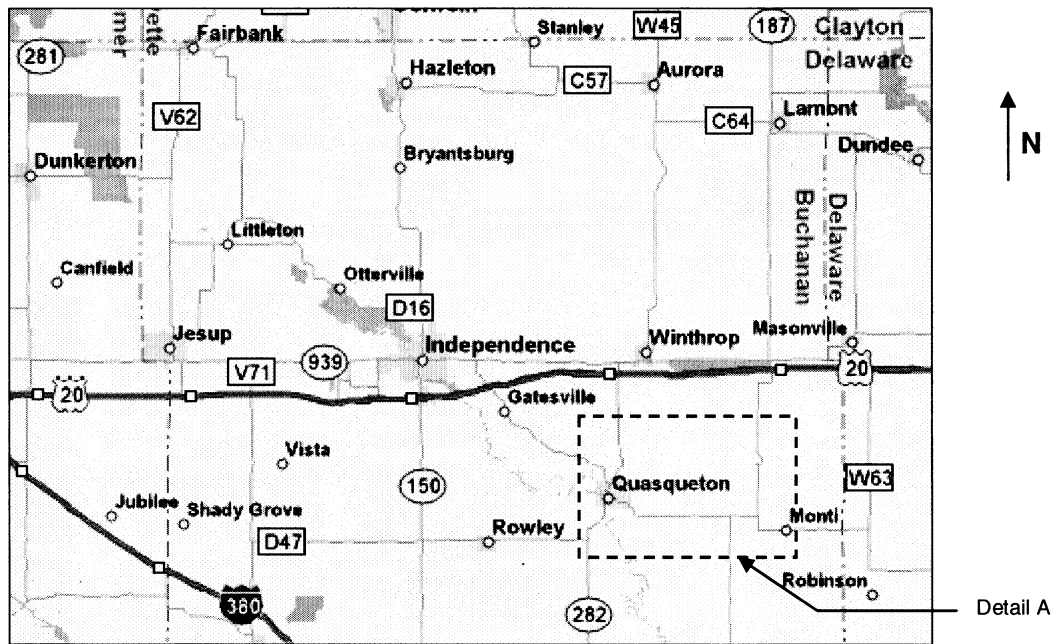 Stanley
W45
187
Clayton
Fairbank
281
Delaware
Hazleton
C57
Aurora
V62
C64
Lamont
Dunkerton
Bryantsburg
Dundee
N
Buchanan
Delaware
Littleton
Canfield
Otterville
D16
Jesup
Independence
Winthrop
Masonville
V71
939
20
20
Gatesville
Vista
150
Quasqueton
W63
Jubilee
Shady Grove
Rowley
Monti
D47
Robinson
380
282
Detail A